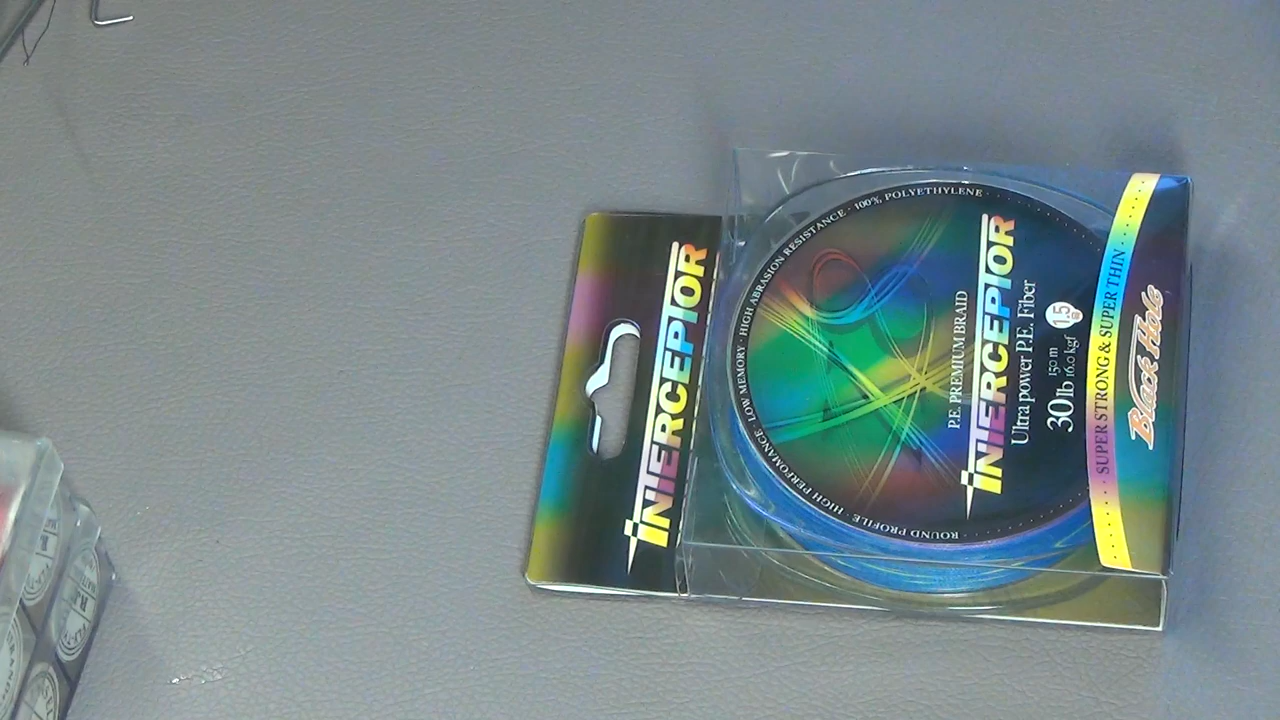 INTERCEPTOR
ROUND PROFILE · HIGH PERFOMANCE · LOW MEMORY · HIGH ABRASION RESISTANCE · 100% POLYETHYLENE
P.E. PREMIUM BRAID
INTERCEPTOR
Ultra power P.E. Fiber
30 lb 150 m 16.0 kgf 1.5
SUPER STRONG & SUPER THIN
Black Hole